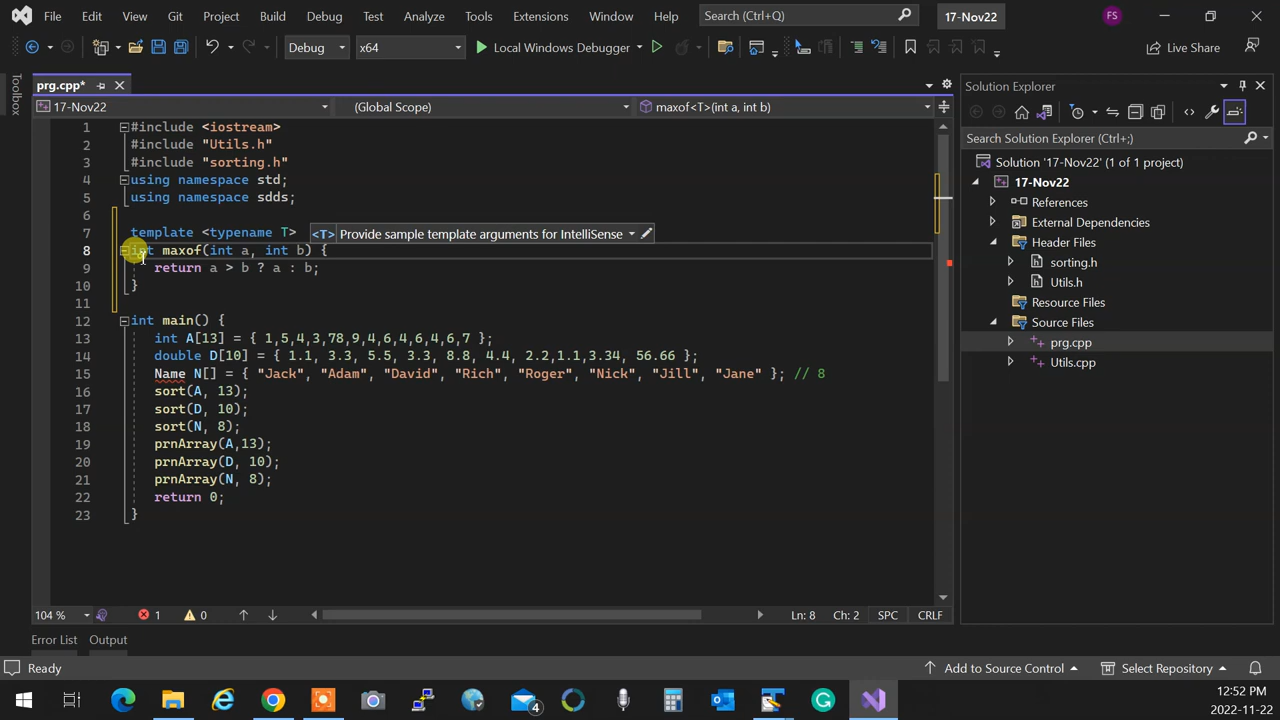 File Edit View Git Project Build Debug Test Analyze Tools Extensions Window Help Search (Ctrl+Q) 17-Nov22 FS
Debug x64 Local Windows Debugger Live Share
Toolbox
prg.cpp*
17-Nov22 (Global Scope) maxof<T>(int a, int b)
1 #include <iostream>
2 #include "Utils.h"
3 #include "sorting.h"
4 using namespace std;
5 using namespace sdds;
6
7 template <typename T> <T> Provide sample template arguments for IntelliSense
8 int maxof(int a, int b) {
9 return a > b ? a : b;
10 }
11
12 int main() {
13 int A[13] = { 1,5,4,3,78,9,4,6,4,6,4,6,7 };
14 double D[10] = { 1.1, 3.3, 5.5, 3.3, 8.8, 4.4, 2.2,1.1,3.34, 56.66 };
15 Name N[] = { "Jack", "Adam", "David", "Rich", "Roger", "Nick", "Jill", "Jane" }; // 8
16 sort(A, 13);
17 sort(D, 10);
18 sort(N, 8);
19 prnArray(A,13);
20 prnArray(D, 10);
21 prnArray(N, 8);
22 return 0;
23 }
104 % 1 0 Ln: 8 Ch: 2 SPC CRLF
Solution Explorer
Search Solution Explorer (Ctrl+;)
Solution '17-Nov22' (1 of 1 project)
17-Nov22
References
External Dependencies
Header Files
sorting.h
Utils.h
Resource Files
Source Files
prg.cpp
Utils.cpp
Error List Output
Ready Add to Source Control Select Repository
4
12:52 PM
2022-11-22